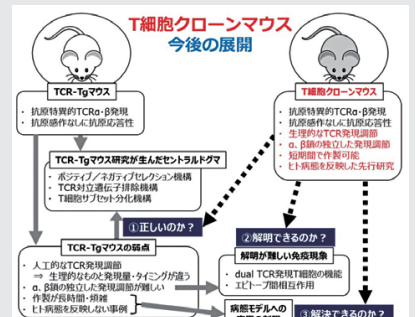 T細胞クローンマウス
今後の展開
TCR-Tgマウス
・抗原特異的TCRα・β発現
・抗原感作なしに抗原応答性
T細胞クローンマウス
・抗原特異的TCRα・β発現
・抗原感作なしに抗原応答性
・生理的なTCR発現調節
・α、β鎖の独立した発現調節
・短期間で作製可能
・ヒト病態を反映した先行研究
TCR-Tgマウス研究が生んだセントラルドグマ
・ポジティブ/ネガティブセレクション機構
・TCR対立遺伝子排除機構
・T細胞サブセット分化機構
①正しいのか？
②解明できるのか？
TCR-Tgマウスの弱点
・人工的なTCR発現調節
⇒ 生理的なものと発現量・タイミングが違う
・α、β鎖の独立した発現調節が難しい
・作製が長時間・煩雑
・ヒト病態を反映しない事例
解明が難しい免疫現象
・dual TCR発現T細胞の機能
・エピトープ間相互作用
病態モデルへの
③解決できるのか？